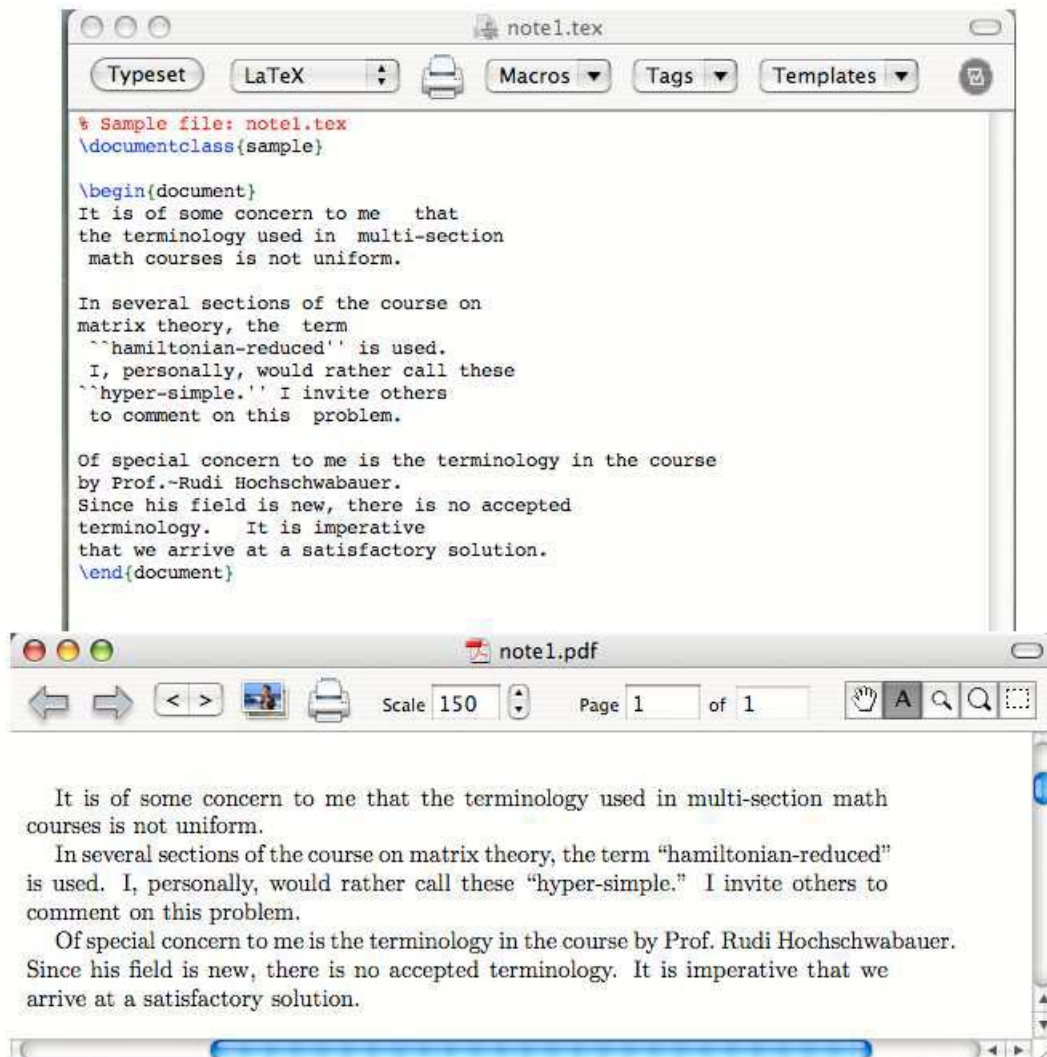 note1.tex
Typeset LaTeX Macros Tags Templates
% Sample file: note1.tex
\documentclass{sample}

\begin{document}
It is of some concern to me   that
the terminology used in  multi-section
 math courses is not uniform.

In several sections of the course on
matrix theory, the  term
 ``hamiltonian-reduced'' is used.
 I, personally, would rather call these
``hyper-simple.'' I invite others
 to comment on this  problem.

Of special concern to me is the terminology in the course
by Prof.~Rudi Hochschwabauer.
Since his field is new, there is no accepted
terminology.   It is imperative
that we arrive at a satisfactory solution.
\end{document}
note1.pdf
< > Scale 150 Page 1 of 1 A
It is of some concern to me that the terminology used in multi-section math
courses is not uniform.
In several sections of the course on matrix theory, the term “hamiltonian-reduced”
is used. I, personally, would rather call these “hyper-simple.” I invite others to
comment on this problem.
Of special concern to me is the terminology in the course by Prof. Rudi Hochschwabauer.
Since his field is new, there is no accepted terminology. It is imperative that we
arrive at a satisfactory solution.